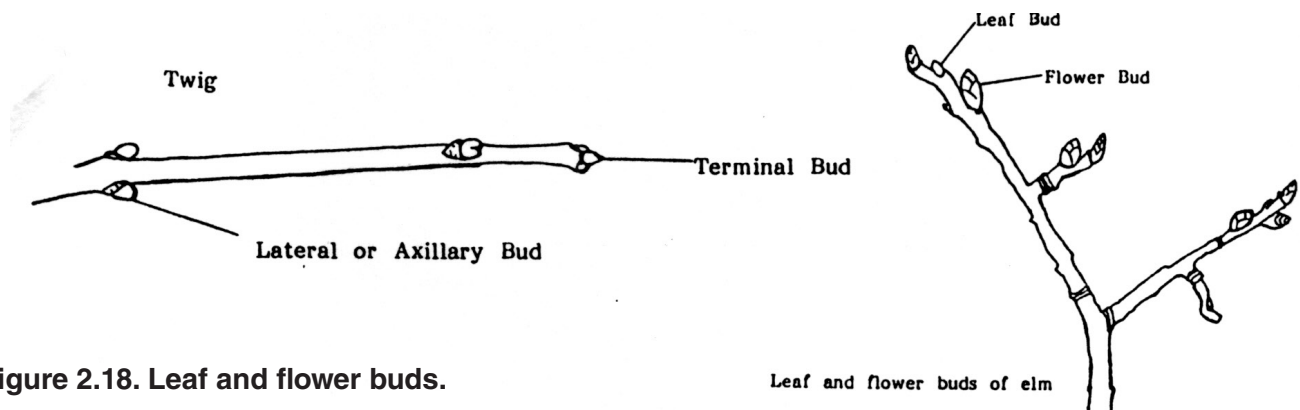 Twig
Terminal Bud
Lateral or Axillary Bud
Leaf Bud
Flower Bud
Leaf and flower buds of elm
igure 2.18. Leaf and flower buds.